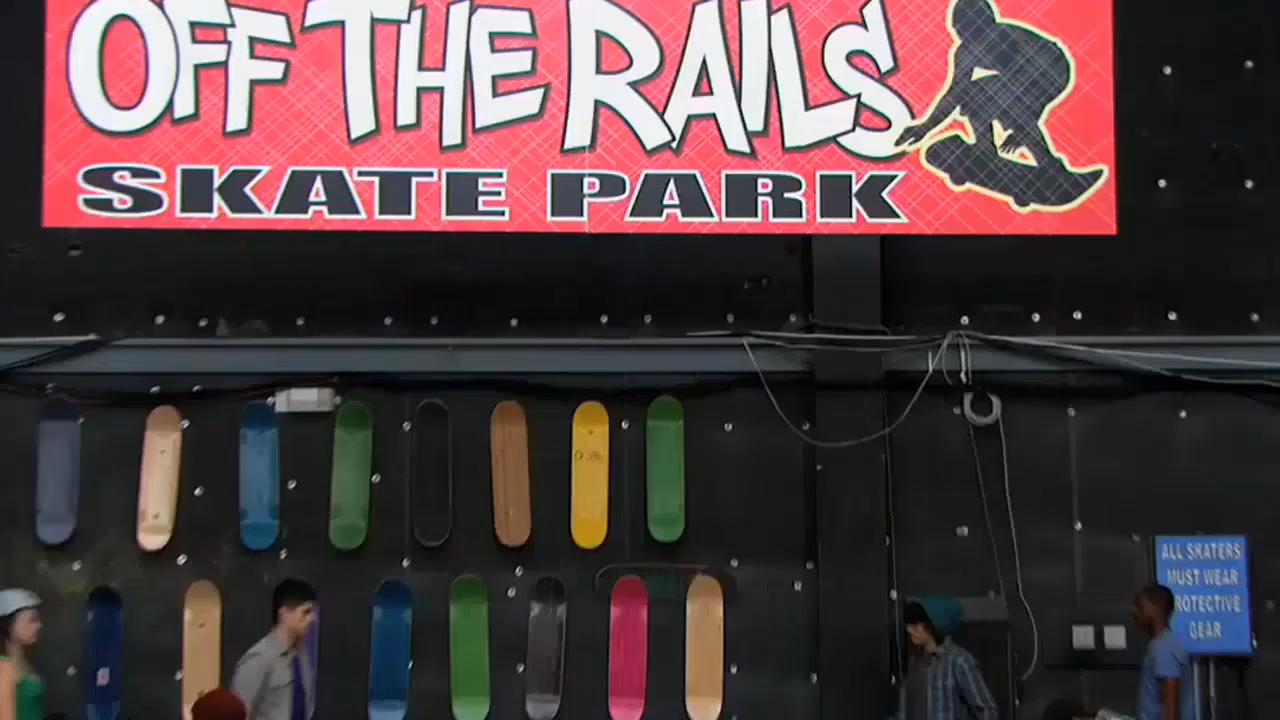 OFF THE RAILS
SKATE PARK
ALL SKATERS
MUST WEAR
ROTECTIVE
GEAR